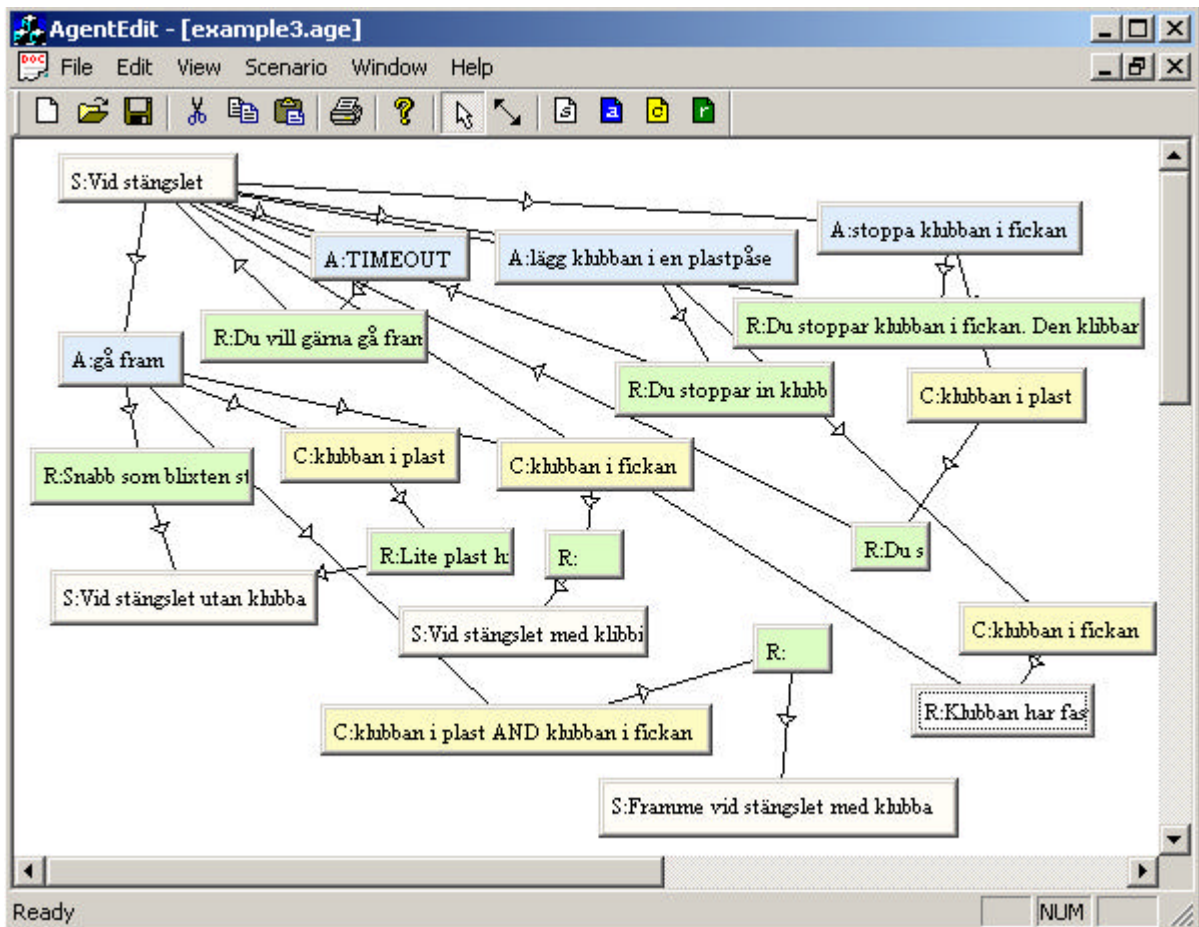 AgentEdit - [example3.age]
DOC File Edit View Scenario Window Help
s a c r
S:Vid stängslet
A:stoppa klubban i fickan
A:TIMEOUT
A:lägg klubban i en plastpåse
R:Du vill gärna gå fram
R:Du stoppar klubban i fickan. Den klibbar
A:gå fram
R:Du stoppar in klubb
C:klubban i plast
C:klubban i plast
C:klubban i fickan
R:Snabb som blixten st
R:Lite plast h
R:
R:Du s
S:Vid stängslet utan klubba
S:Vid stängslet med klibbi
C:klubban i fickan
R:
R:Klubban har fas
C:klubban i plast AND klubban i fickan
S:Framme vid stängslet med klubba
Ready
NUM